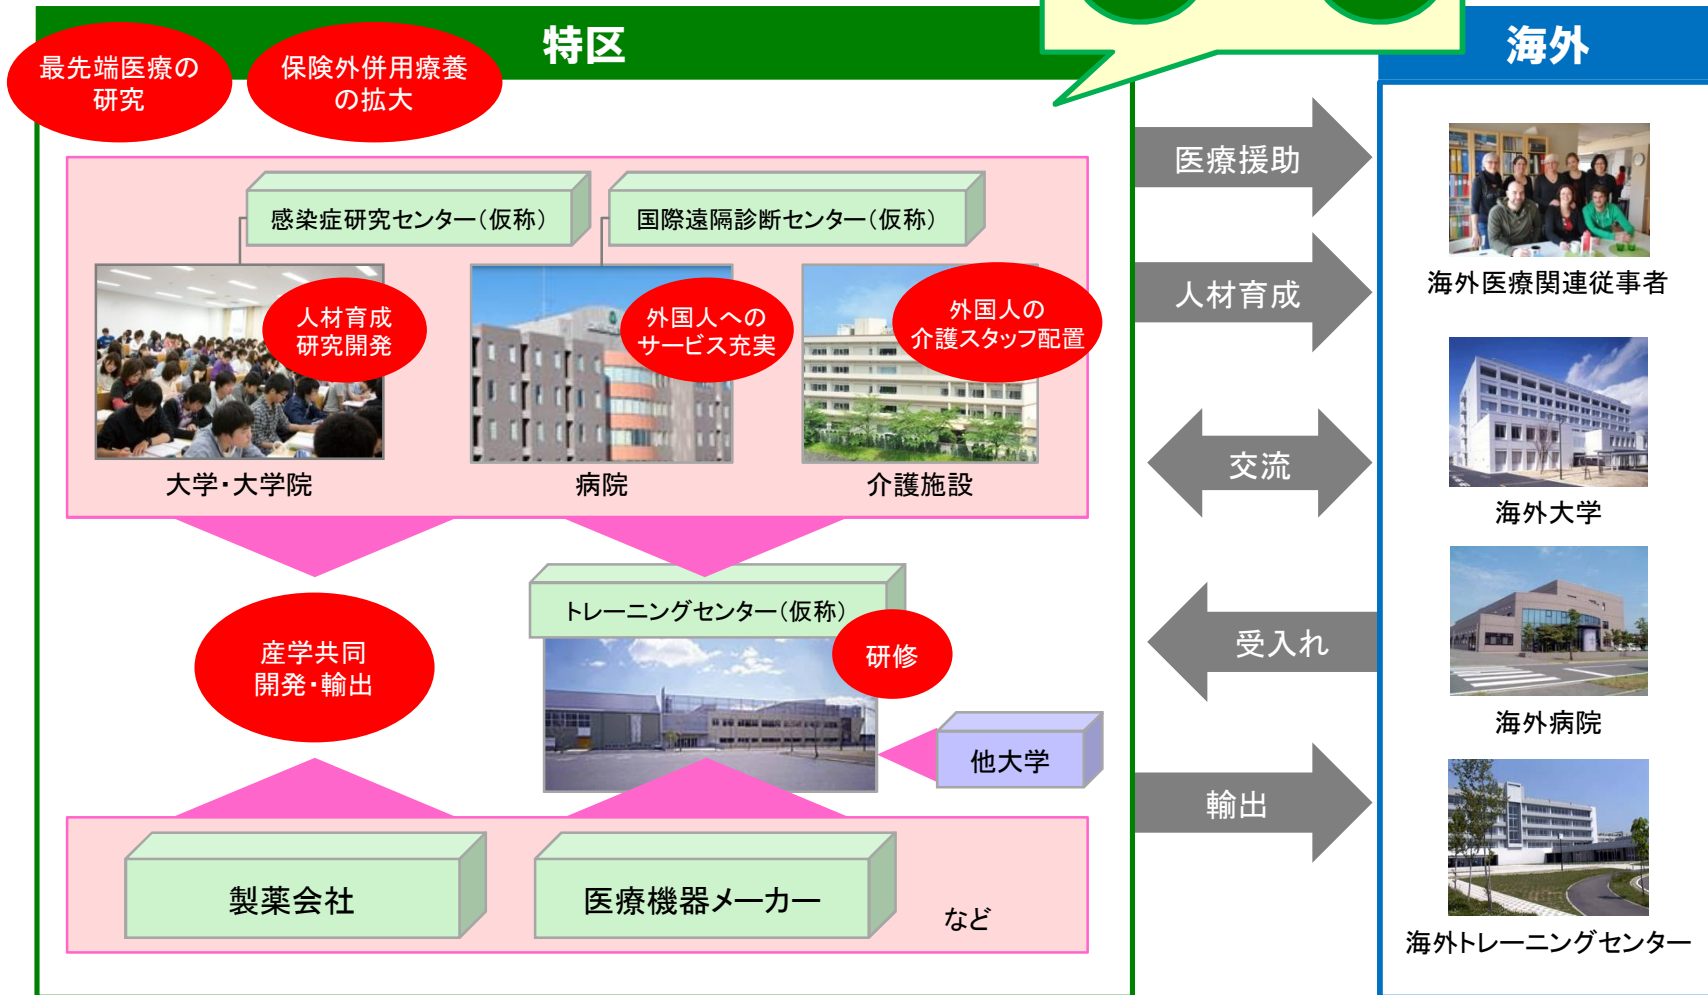 特区
海外
最先端医療の
研究
保険外併用療養
の拡大
感染症研究センター（仮称）
国際遠隔診断センター（仮称）
人材育成
研究開発
外国人への
サービス充実
外国人の
介護スタッフ配置
大学・大学院
病院
介護施設
産学共同
開発・輸出
トレーニングセンター（仮称）
研修
他大学
製薬会社
医療機器メーカー
など
医療援助
人材育成
交流
受入れ
輸出
海外医療関連従事者
海外大学
海外病院
海外トレーニングセンター